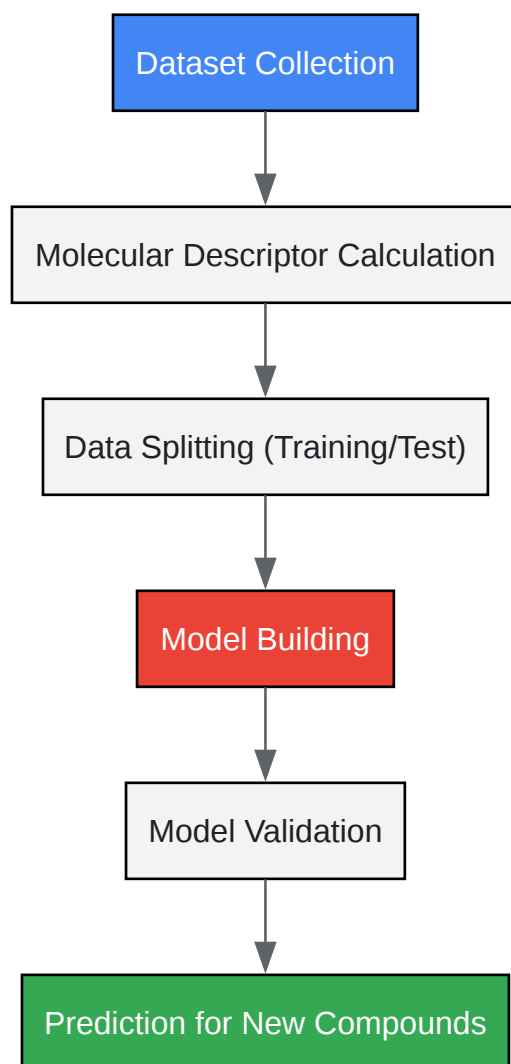 Dataset Collection
Molecular Descriptor Calculation
Data Splitting (Training/Test)
Model Building
Model Validation
Prediction for New Compounds